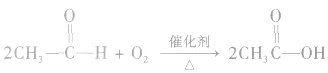 O O
‖ ‖
2CH₃—C—H + O₂ 催化剂 → 2CH₃C—OH
△